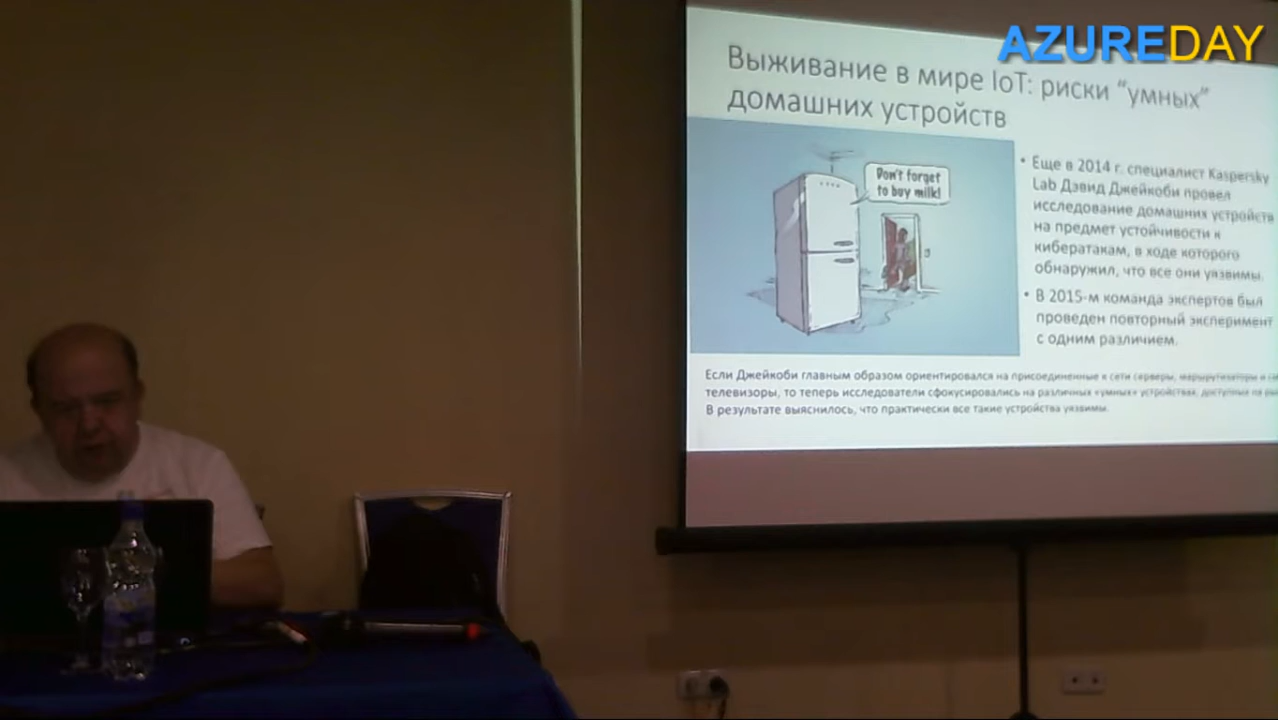 AZUREDAY
Выживание в мире IoT: риски “умных”
домашних устройств
Don't forget
to buy milk!
• Еще в 2014 г. специалист Kaspersky
Lab Дэвид Джейкоби провел
исследование домашних устройств
на предмет устойчивости к
кибератакам, в ходе которого
обнаружил, что все они уязвимы.
• В 2015-м команда экспертов был
проведен повторный эксперимент
с одним различием.
Если Джейкоби главным образом ориентировался на присоединенные к сети серверы, маршрутизаторы и
телевизоры, то теперь исследователи сфокусировались на различных «умных» устройствах, доступных на
В результате выяснилось, что практически все такие устройства уязвимы.